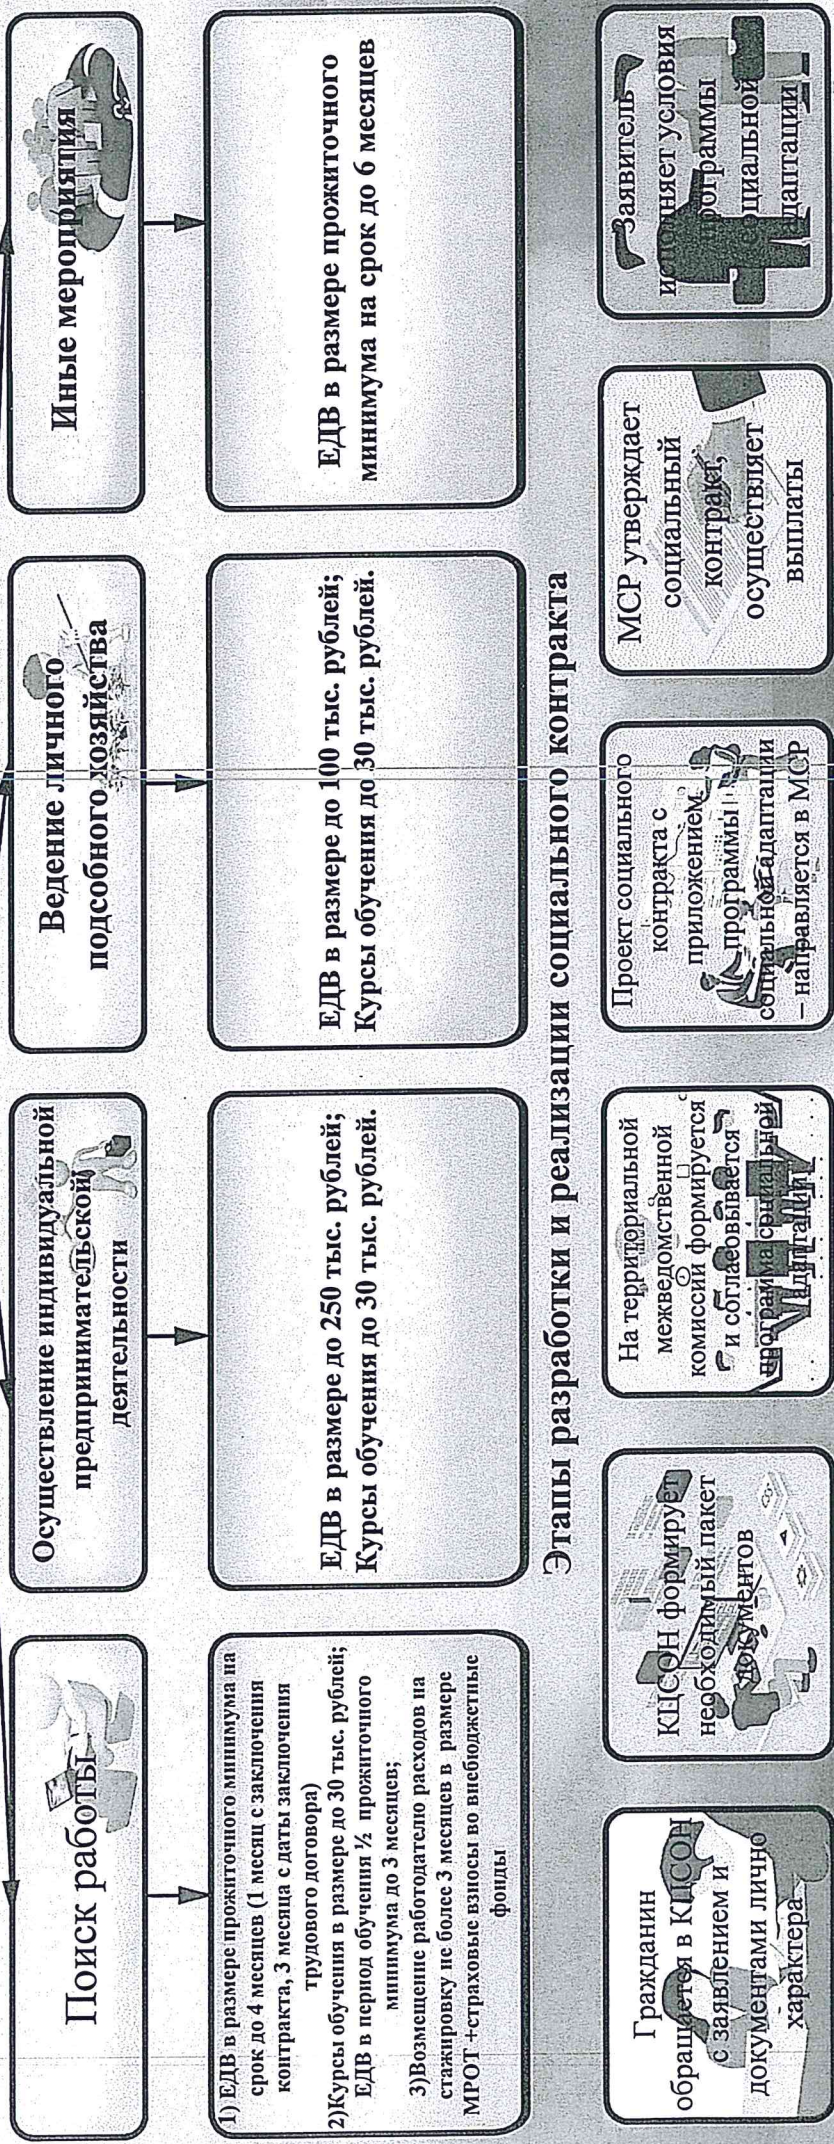 Поиск работы
1) ЕДВ в размере прожиточного минимума на
срок до 4 месяцев (1 месяц с заключения
контракта, 3 месяца с даты заключения
трудового договора)
2)Курсы обучения в размере до 30 тыс. рублей;
ЕДВ в период обучения ½ прожиточного
минимума до 3 месяцев;
3)Возмещение работодателю расходов на
стажировку не более 3 месяцев в размере
МРОТ +страховые взносы во внебюджетные
фонды
Осуществление индивидуальной
предпринимательской
деятельности
ЕДВ в размере до 250 тыс. рублей;
Курсы обучения до 30 тыс. рублей.
Ведение личного
подсобного хозяйства
ЕДВ в размере до 100 тыс. рублей;
Курсы обучения до 30 тыс. рублей.
Иные мероприятия
ЕДВ в размере прожиточного
минимума на срок до 6 месяцев
Этапы разработки и реализации социального контракта
Гражданин
обращается в КЦСОН
с заявлением и
документами лично
характера
КЦСОН формирует
необходимый пакет
документов
На территориальной
межведомственной
комиссии формируется
и согласовывается
программа социальной
адаптации
Проект социального
контракта с
приложением
программы
социальной адаптации
– направляется в МСР
МСР утверждает
социальный
контракт,
осуществляет
выплаты
Заявитель
исполняет условия
программы
социальной
адаптации